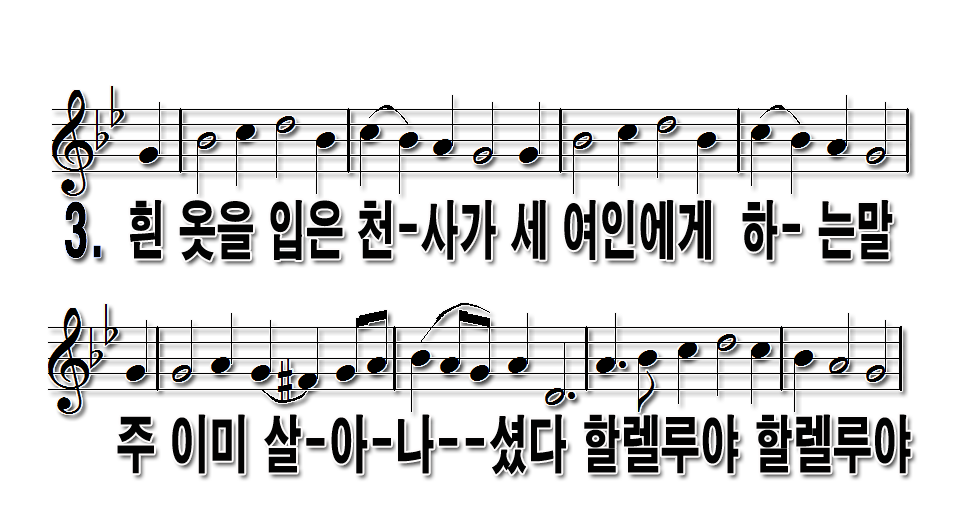 3. 흰 옷을 입은 천-사가 세 여인에게 하- 는말
주 이미 살-아-나--셨다 할렐루야 할렐루야